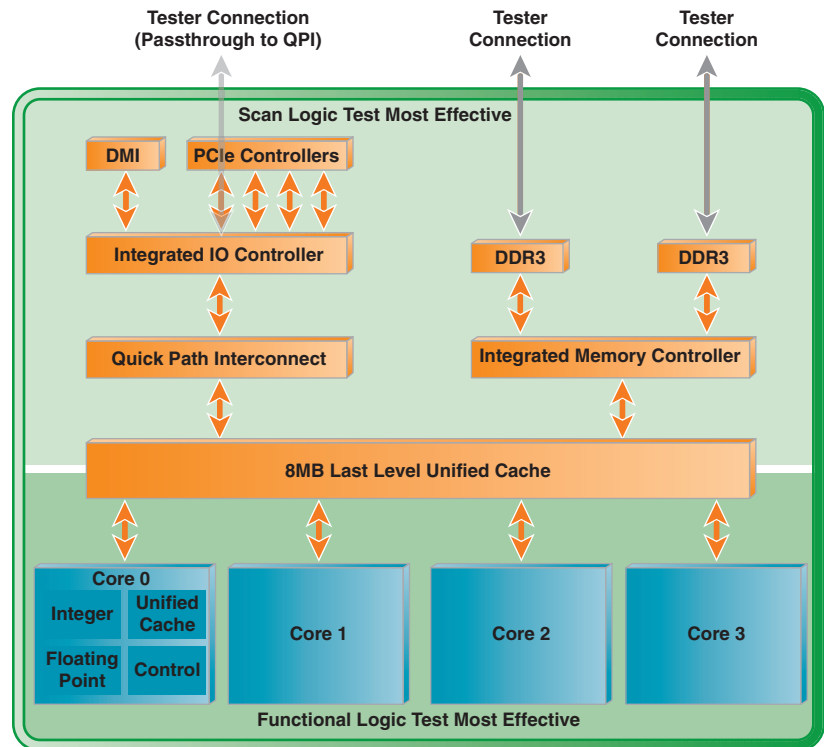 Tester Connection
(Passthrough to QPI)
Tester
Connection
Tester
Connection
Scan Logic Test Most Effective
DMI
PCIe Controllers
Integrated IO Controller
DDR3
DDR3
Quick Path Interconnect
Integrated Memory Controller
8MB Last Level Unified Cache
Core 0
Integer
Unified
Cache
Floating
Point
Control
Core 1
Core 2
Core 3
Functional Logic Test Most Effective